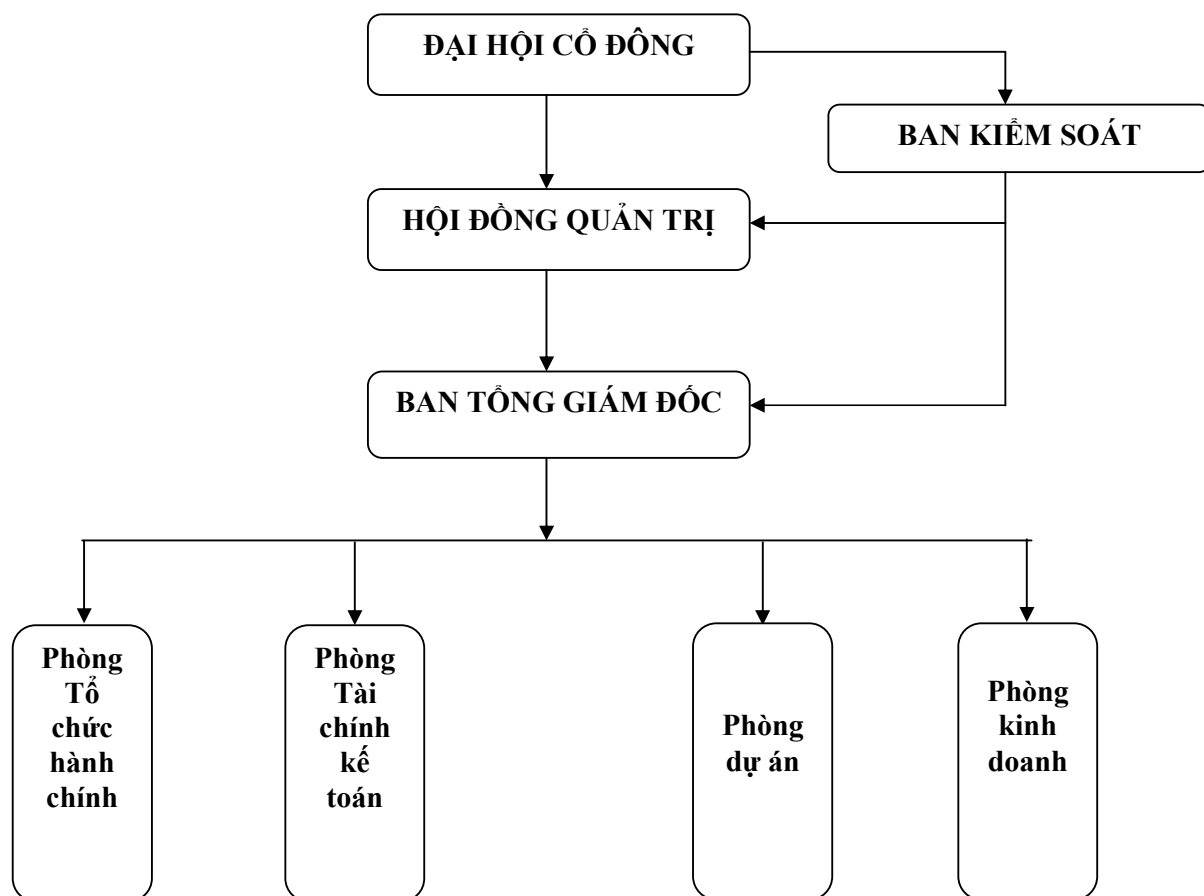 ĐẠI HỘI CỔ ĐÔNG
BAN KIỂM SOÁT
HỘI ĐỒNG QUẢN TRỊ
BAN TỔNG GIÁM ĐỐC
Phòng
Tổ
chức
hành
chính
Phòng
Tài
chính
kế
toán
Phòng
dự án
Phòng
kinh
doanh